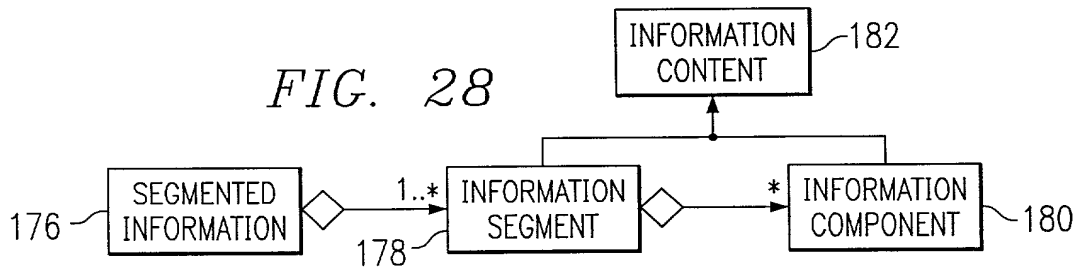 INFORMATION
CONTENT
182
FIG. 28
SEGMENTED
INFORMATION
176
1..*
INFORMATION
SEGMENT
178
*
INFORMATION
COMPONENT
180